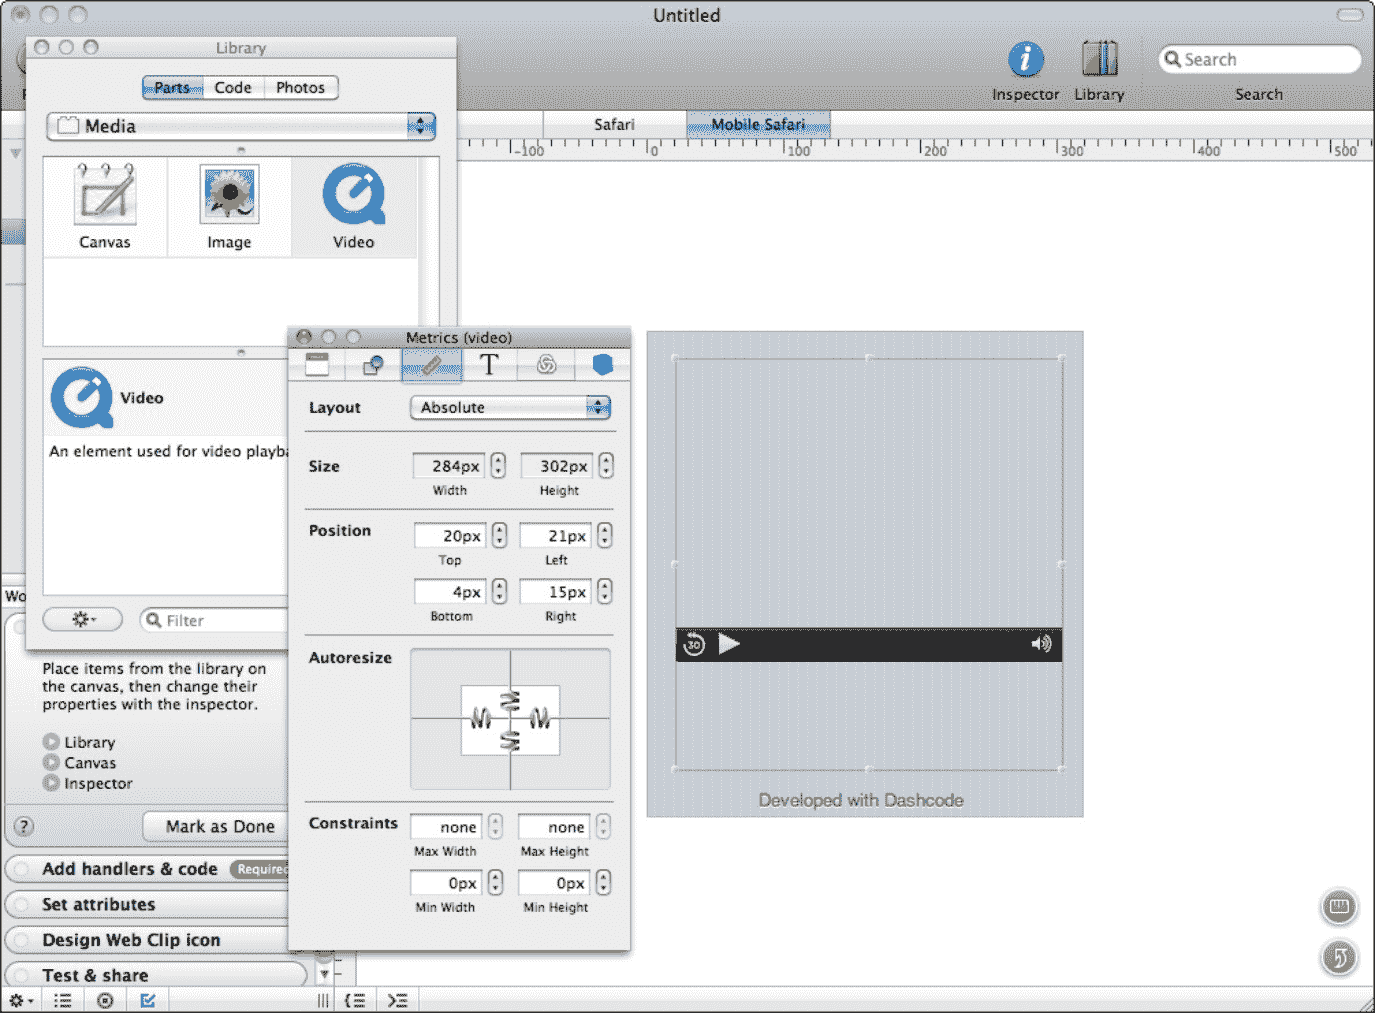 Untitled
Library
Inspector
Library
Search
Search
Parts
Code
Photos
Media
Safari
Mobile Safari
-100
0
100
200
300
400
500
Canvas
Image
Video
Metrics (video)
Video
An element used for video playba
Layout
Absolute
Size
284px
302px
Width
Height
Position
20px
21px
Top
Left
4px
15px
Bottom
Right
Wo
Filter
Autoresize
30
Place items from the library on
the canvas, then change their
properties with the inspector.
Library
Canvas
Inspector
Developed with Dashcode
?
Mark as Done
Constraints
none
none
Max Width
Max Height
Add handlers & code
Required
0px
0px
Min Width
Min Height
Set attributes
Design Web Clip icon
Test & share